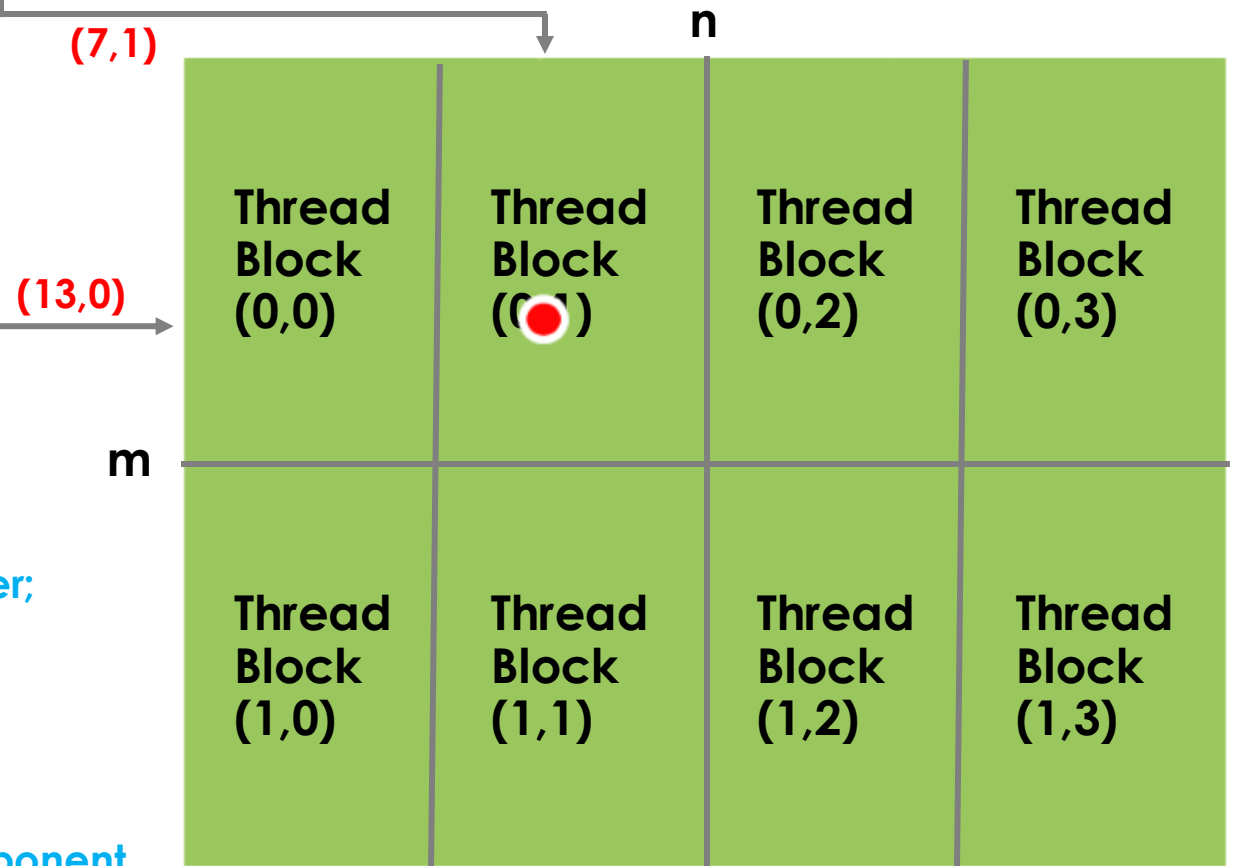 n
(7,1)
Thread
Block
(0,0)
Thread
Block
Thread
Block
(0,2)
Thread
Block
(0,3)
(13,0)
m
er;
Thread
Block
(1,0)
Thread
Block
(1,1)
Thread
Block
(1,2)
Thread
Block
(1,3)
ponent